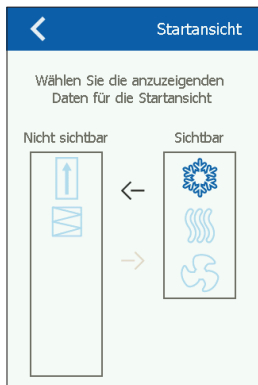 Startansicht
Wählen Sie die anzuzeigenden
Daten für die Startansicht
Nicht sichtbar
Sichtbar